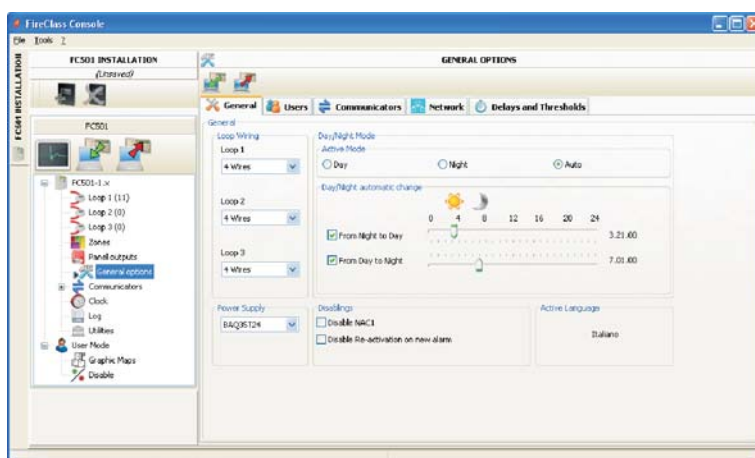 FireClass Console
File Tools ?
FC501 INSTALLATION
FC501 INSTALLATION
(Unsaved)
FC501
FC501-1.x
Loop 1 (11)
Loop 2 (0)
Loop 3 (0)
Zones
Panel outputs
General options
Communicators
Clock
Log
Utilities
User Mode
Graphic Maps
Disable
GENERAL OPTIONS
General Users Communicators Network Delays and Thresholds
General
Loop Wiring
Loop 1
4 Wires
Loop 2
4 Wires
Loop 3
4 Wires
Day/Night Mode
Active Mode
Day Night Auto
Day/Night automatic change
0 4 8 12 16 20 24
From Night to Day 3.21.00
From Day to Night 7.01.00
Power Supply
BAQ35T24
Disablings
Disable NAC1
Disable Re-activation on new alarm
Active Language
Italiano